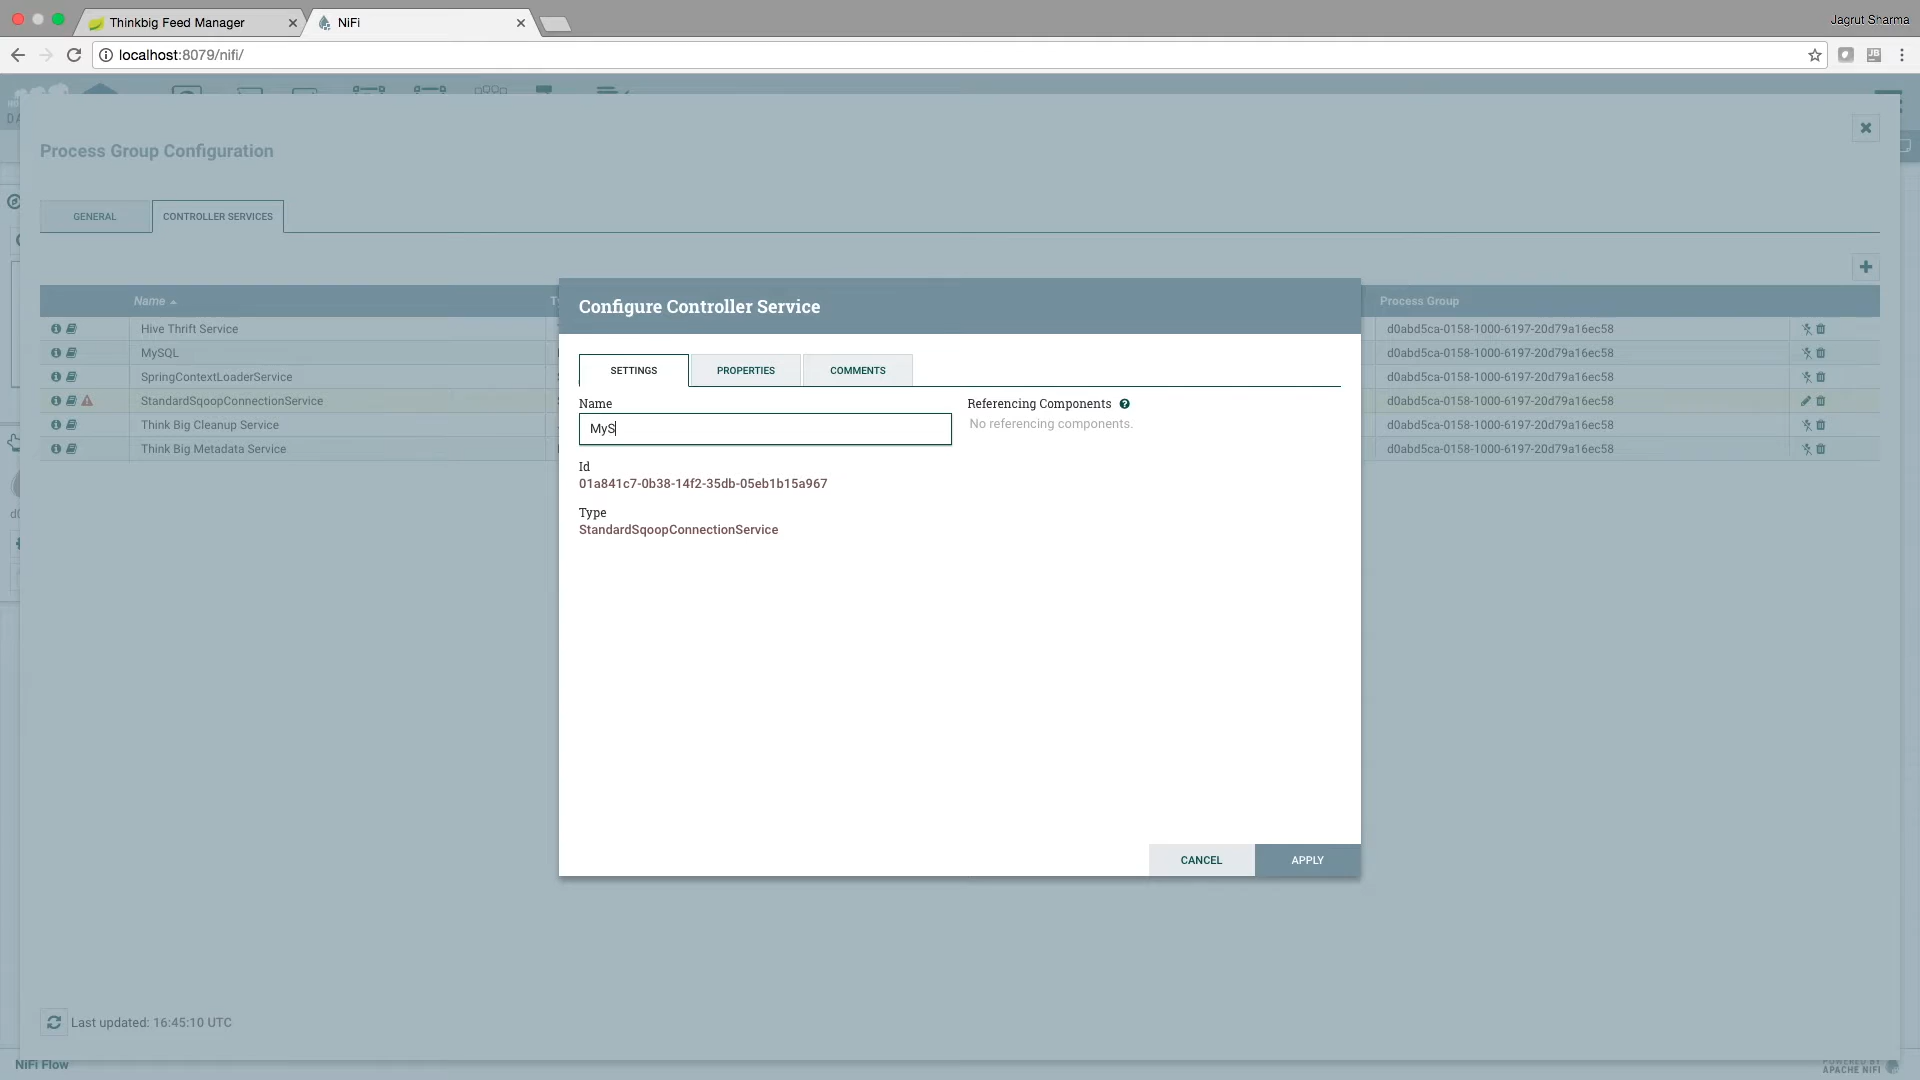 Thinkbig Feed Manager
NiFi
Jagrut Sharma
localhost:8079/nifi/
Process Group Configuration
GENERAL
CONTROLLER SERVICES
Name
Process Group
Hive Thrift Service
d0abd5ca-0158-1000-6197-20d79a16ec58
MySQL
d0abd5ca-0158-1000-6197-20d79a16ec58
SpringContextLoaderService
d0abd5ca-0158-1000-6197-20d79a16ec58
StandardSqoopConnectionService
d0abd5ca-0158-1000-6197-20d79a16ec58
Think Big Cleanup Service
d0abd5ca-0158-1000-6197-20d79a16ec58
Think Big Metadata Service
d0abd5ca-0158-1000-6197-20d79a16ec58
Configure Controller Service
SETTINGS
PROPERTIES
COMMENTS
Name
MyS
Referencing Components
No referencing components.
Id
01a841c7-0b38-14f2-35db-05eb1b15a967
Type
StandardSqoopConnectionService
CANCEL
APPLY
Last updated: 16:45:10 UTC
NiFi Flow
POWERED BY
APACHE NIFI